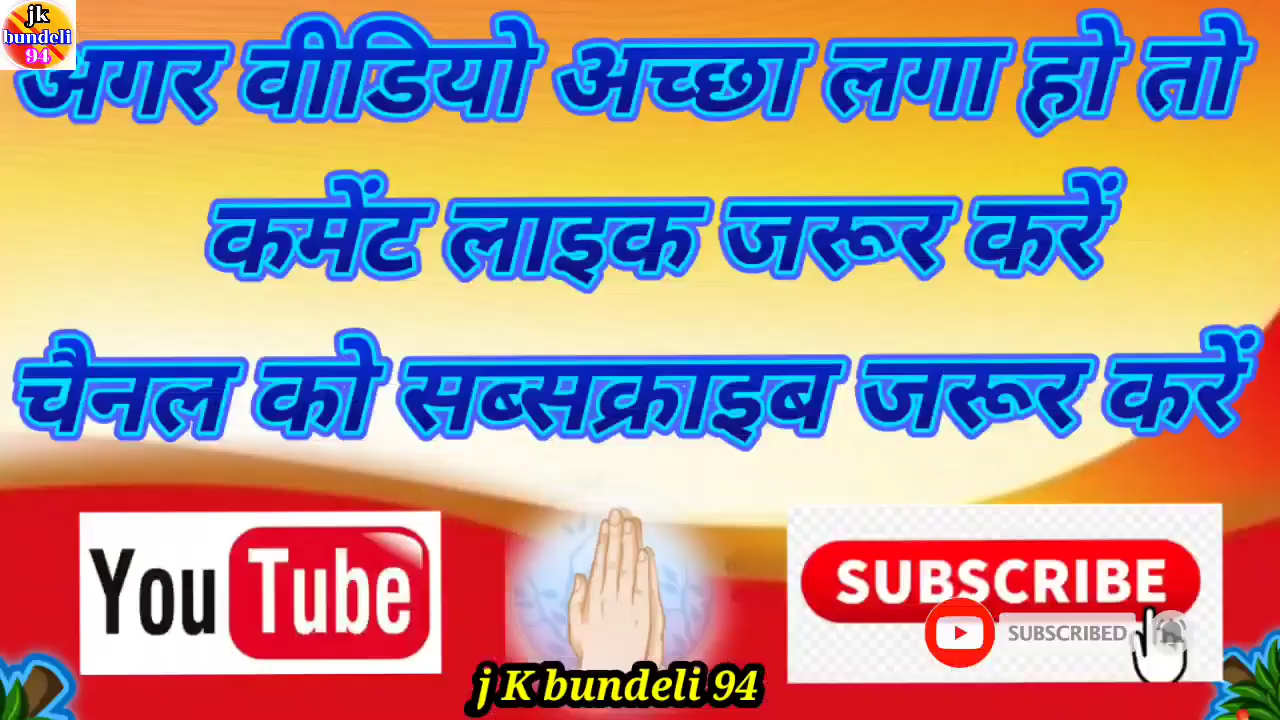 jk
bundeli
94
अगर वीडियो अच्छा लगा हो तो
कमेंट लाइक जरूर करें
चैनल को सब्सक्राइब जरूर करें
YouTube
SUBSCRIBE
SUBSCRIBED
j K bundeli 94